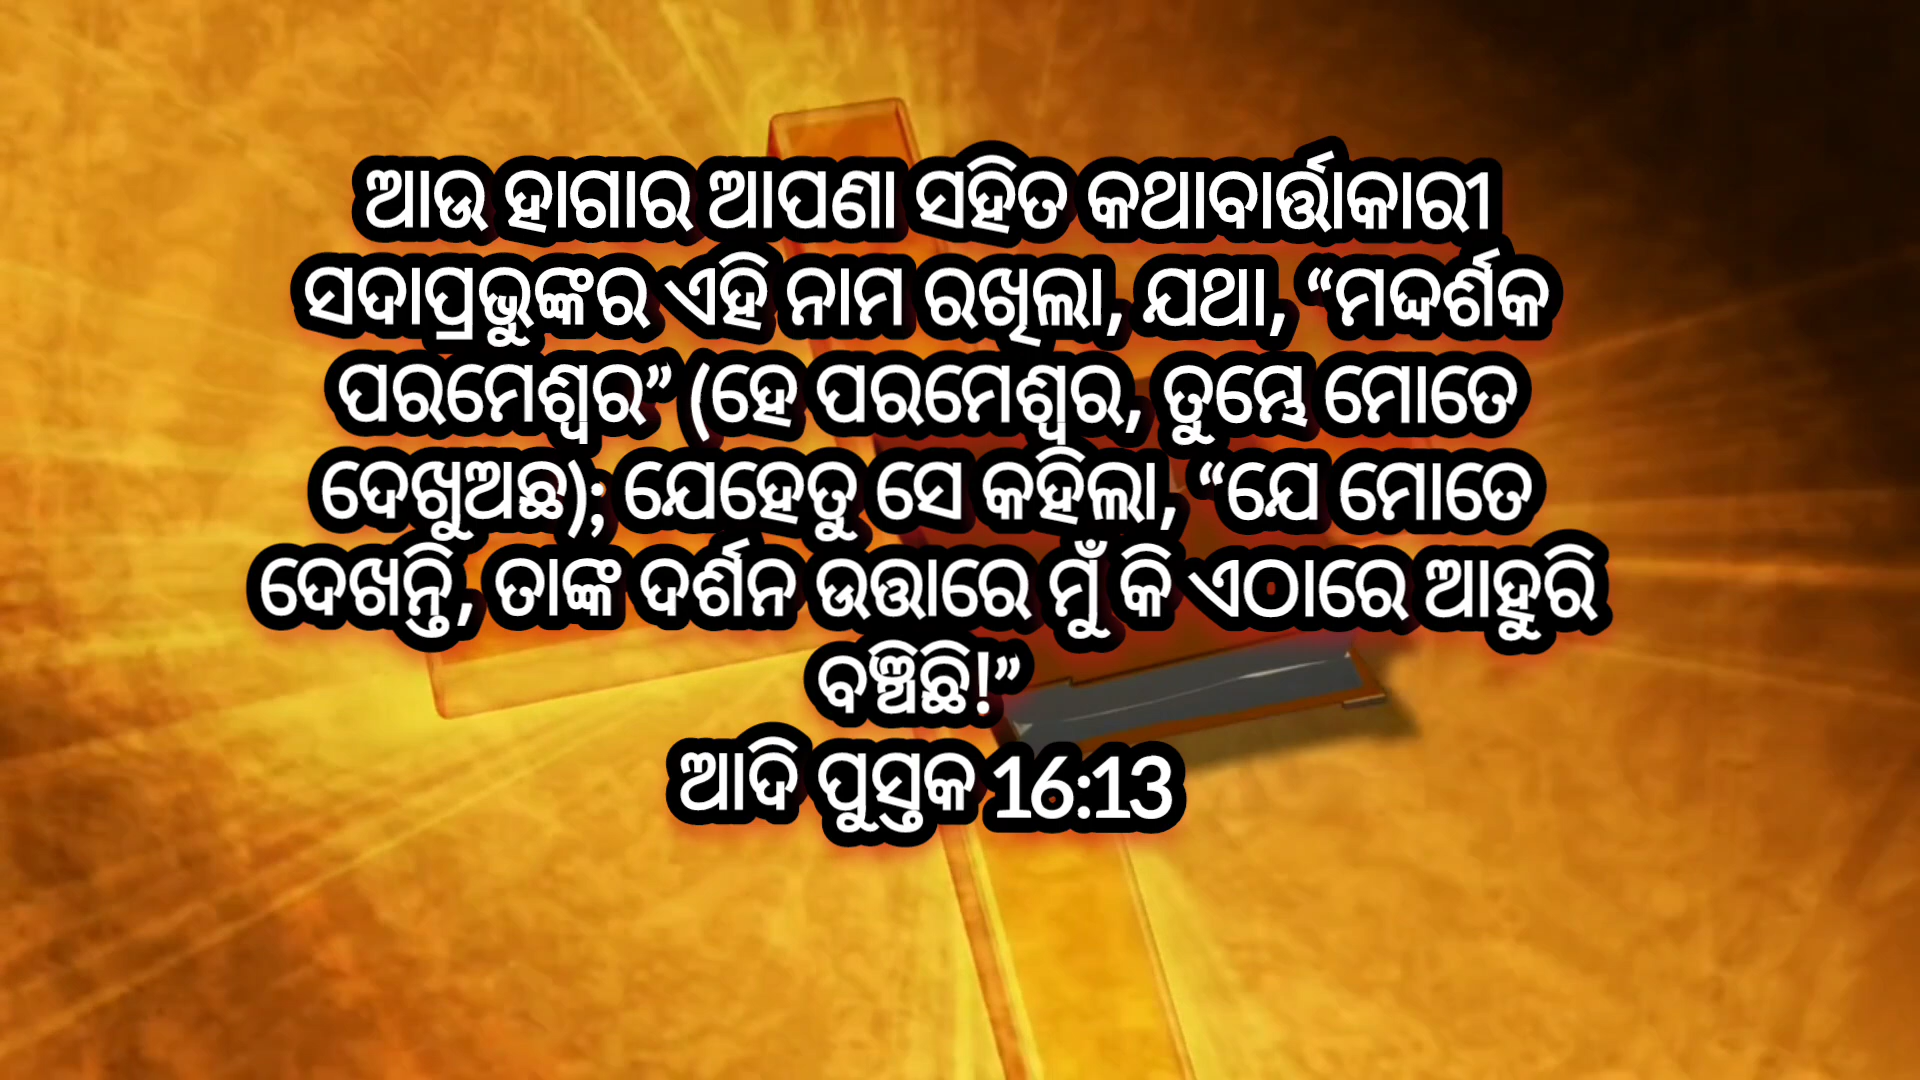 ଆଉ ହାଗାର ଆପଣା ସହିତ କଥାବାର୍ତ୍ତାକାରୀ
ସଦାପ୍ରଭୁଙ୍କର ଏହି ନାମ ରଖିଲା, ଯଥା, “ମଦ୍ଦର୍ଶକ
ପରମେଶ୍ୱର” (ହେ ପରମେଶ୍ୱର, ତୁମ୍ଭେ ମୋତେ
ଦେଖୁଅଛ); ଯେହେତୁ ସେ କହିଲା, “ଯେ ମୋତେ
ଦେଖନ୍ତି, ତାଙ୍କ ଦର୍ଶନ ଉତ୍ତାରେ ମୁଁ କି ଏଠାରେ ଆହୁରି
ବଞ୍ଚିଛି!”
ଆଦି ପୁସ୍ତକ 16:13